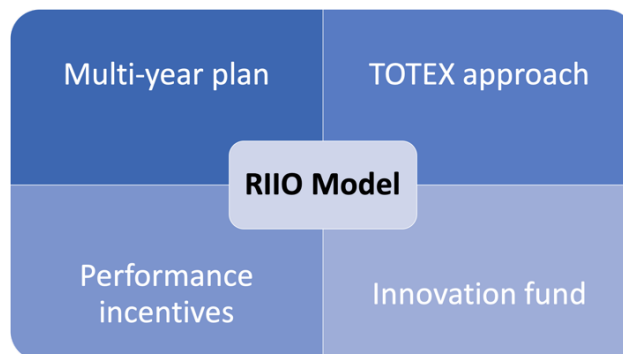 Multi-year plan
TOTEX approach
RIIO Model
Performance
incentives
Innovation fund